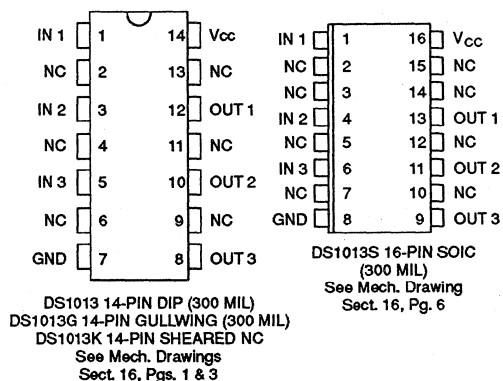 IN 1 1 14 Vcc
NC 2 13 NC
IN 2 3 12 OUT 1
NC 4 11 NC
IN 3 5 10 OUT 2
NC 6 9 NC
GND 7 8 OUT 3
DS1013 14-PIN DIP (300 MIL)
DS1013G 14-PIN GULLWING (300 MIL)
DS1013K 14-PIN SHEARED NC
See Mech. Drawings
Sect. 16, Pgs. 1 & 3
IN 1 1 16 VCC
NC 2 15 NC
NC 3 14 NC
IN 2 4 13 OUT 1
NC 5 12 NC
IN 3 6 11 OUT 2
NC 7 10 NC
GND 8 9 OUT 3
DS1013S 16-PIN SOIC
(300 MIL)
See Mech. Drawing
Sect. 16, Pg. 6